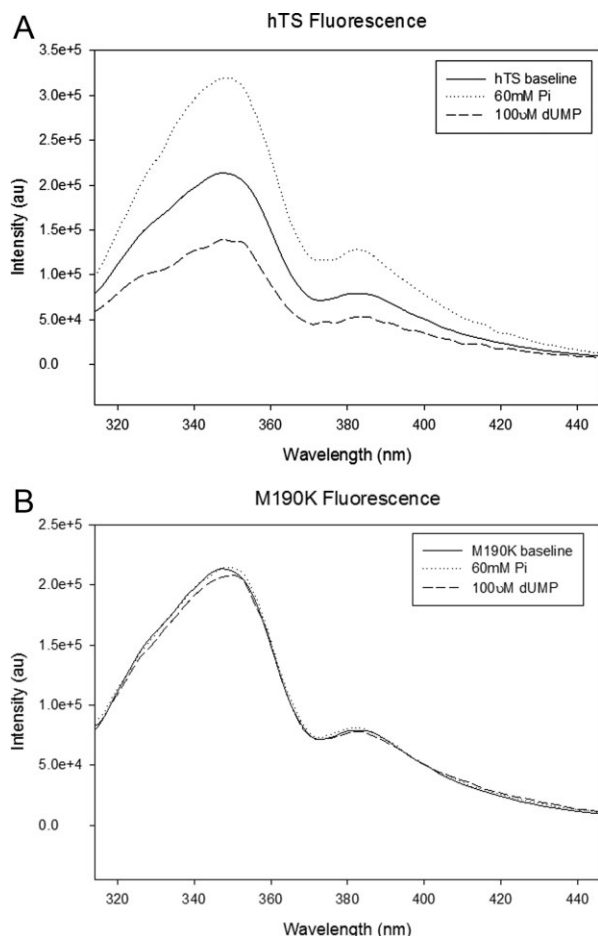 A
hTS Fluorescence
hTS baseline
60mM Pi
100υM dUMP
3.5e+5
3.0e+5
2.5e+5
2.0e+5
1.5e+5
1.0e+5
5.0e+4
0.0
Intensity (au)
320 340 360 380 400 420 440
Wavelength (nm)
B
M190K Fluorescence
M190K baseline
60mM Pi
100υM dUMP
2.5e+5
2.0e+5
1.5e+5
1.0e+5
5.0e+4
0.0
Intensity (au)
320 340 360 380 400 420 440
Wavelength (nm)